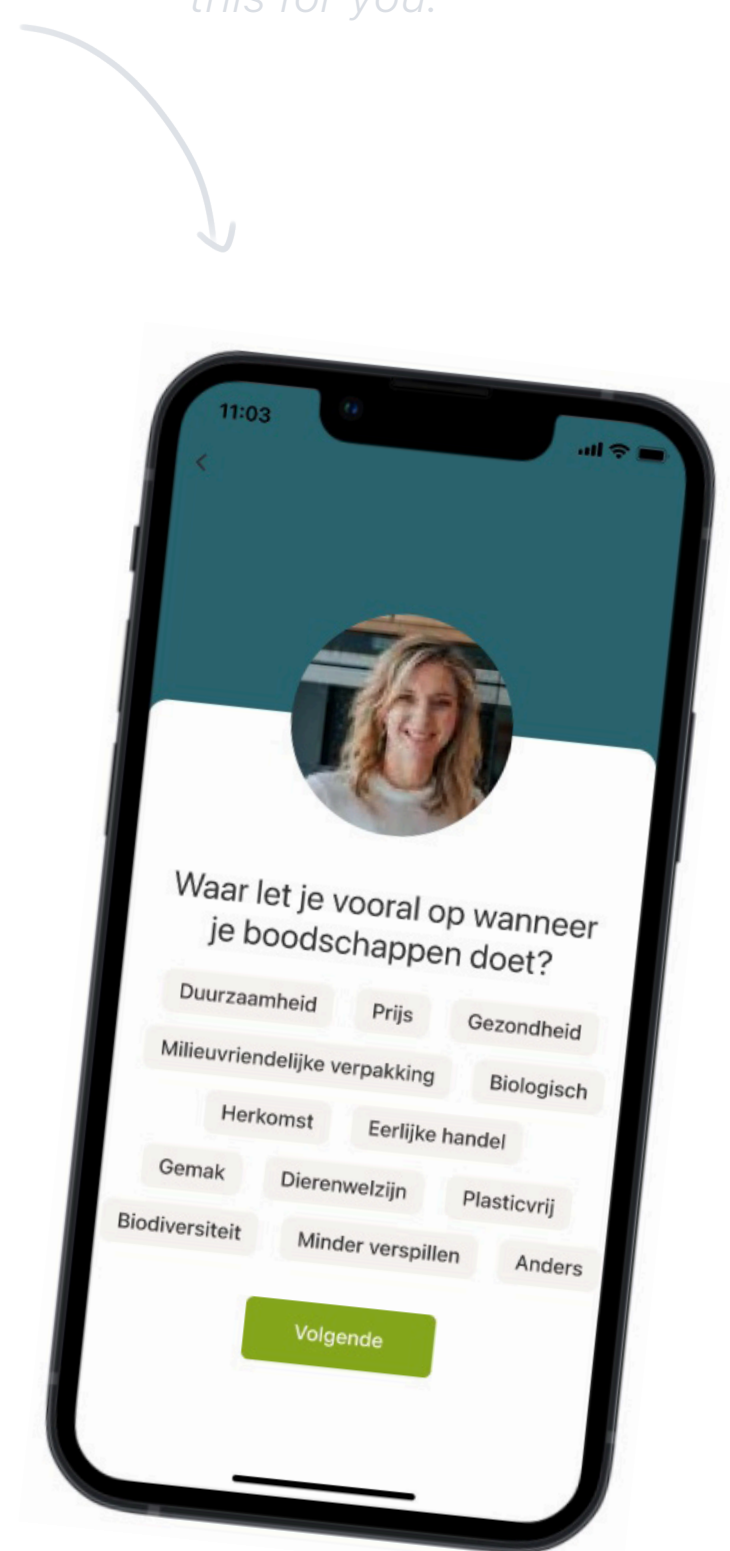 this for you.
11:03
Waar let je vooral op wanneer
je boodschappen doet?
Duurzaamheid Prijs Gezondheid
Milieuvriendelijke verpakking Biologisch
Herkomst Eerlijke handel
Gemak Dierenwelzijn Plasticvrij
Biodiversiteit Minder verspillen Anders
Volgende